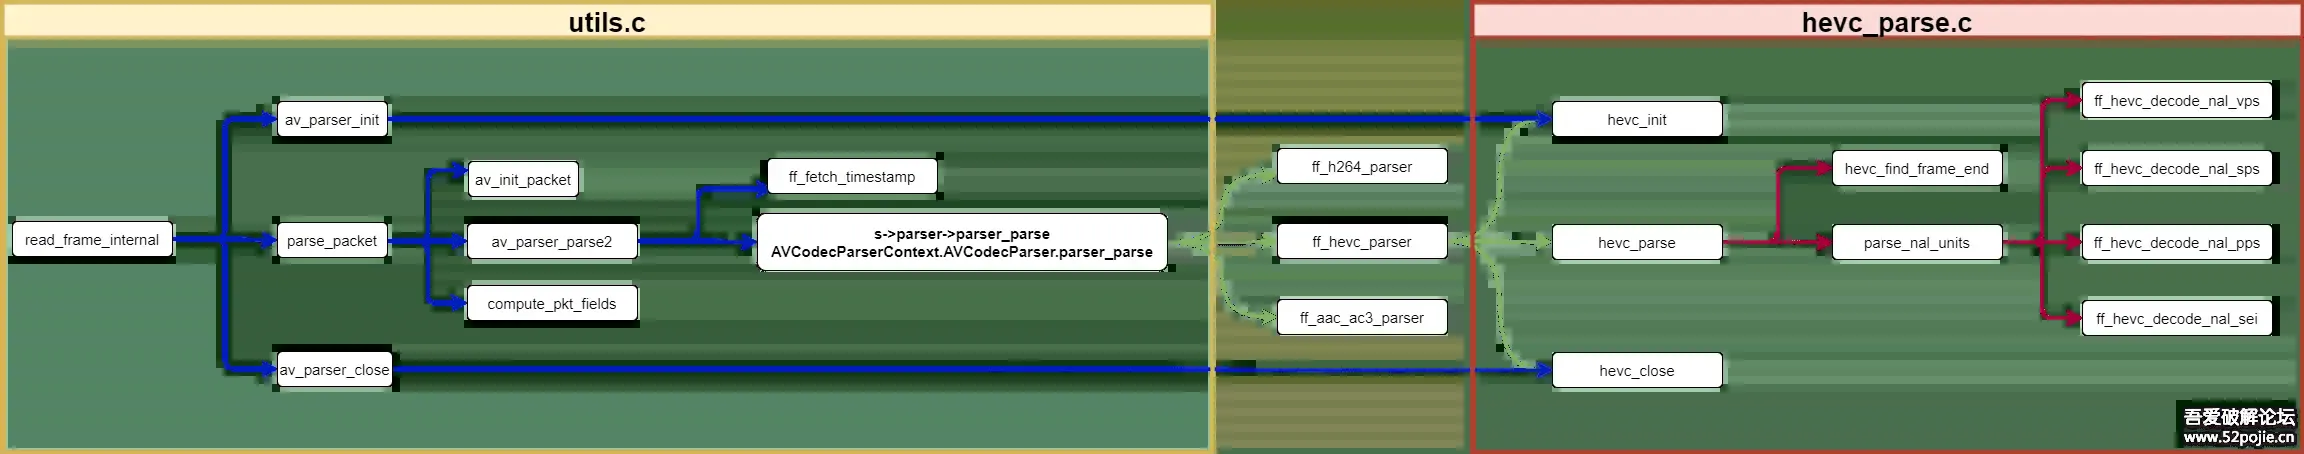 utils.c
hevc_parse.c
read_frame_internal
av_parser_init
parse_packet
av_parser_close
av_init_packet
av_parser_parse2
compute_pkt_fields
ff_fetch_timestamp
s->parser->parser_parse
AVCodecParserContext.AVCodecParser.parser_parse
ff_h264_parser
ff_hevc_parser
ff_aac_ac3_parser
hevc_init
hevc_parse
hevc_close
hevc_find_frame_end
parse_nal_units
ff_hevc_decode_nal_vps
ff_hevc_decode_nal_sps
ff_hevc_decode_nal_pps
ff_hevc_decode_nal_sei
吾爱破解论坛
www.52pojie.cn